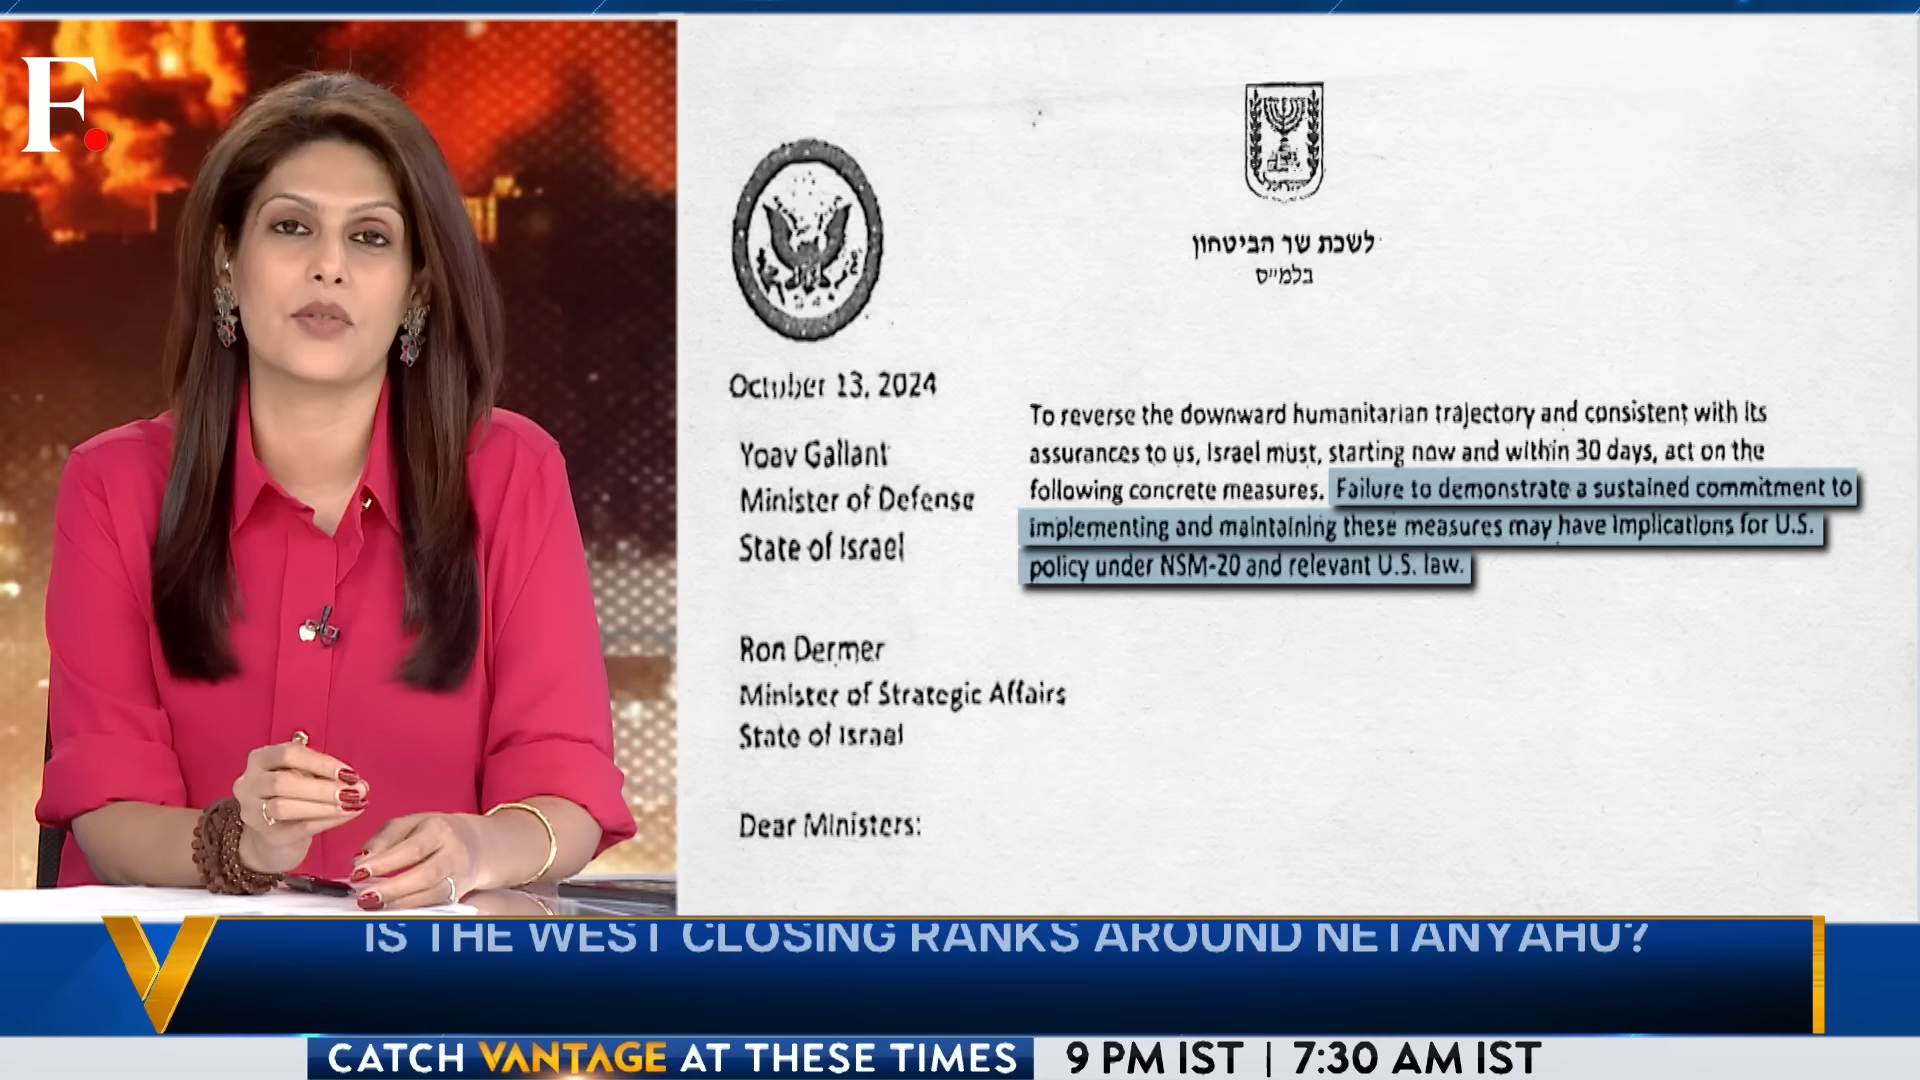 F.
לשכת שר הביטחון
בלמ״ס
October 13, 2024
Yoav Gallant
Minister of Defense
State of Israel
To reverse the downward humanitarian trajectory and consistent with its
assurances to us, Israel must, starting now and within 30 days, act on the
following concrete measures. Failure to demonstrate a sustained commitment to
implementing and maintaining these measures may have implications for U.S.
policy under NSM-20 and relevant U.S. law.
Ron Dermer
Minister of Strategic Affairs
State of Israel
Dear Ministers:
IS THE WEST CLOSING RANKS AROUND NETANYAHU?
CATCH VANTAGE AT THESE TIMES 9 PM IST | 7:30 AM IST